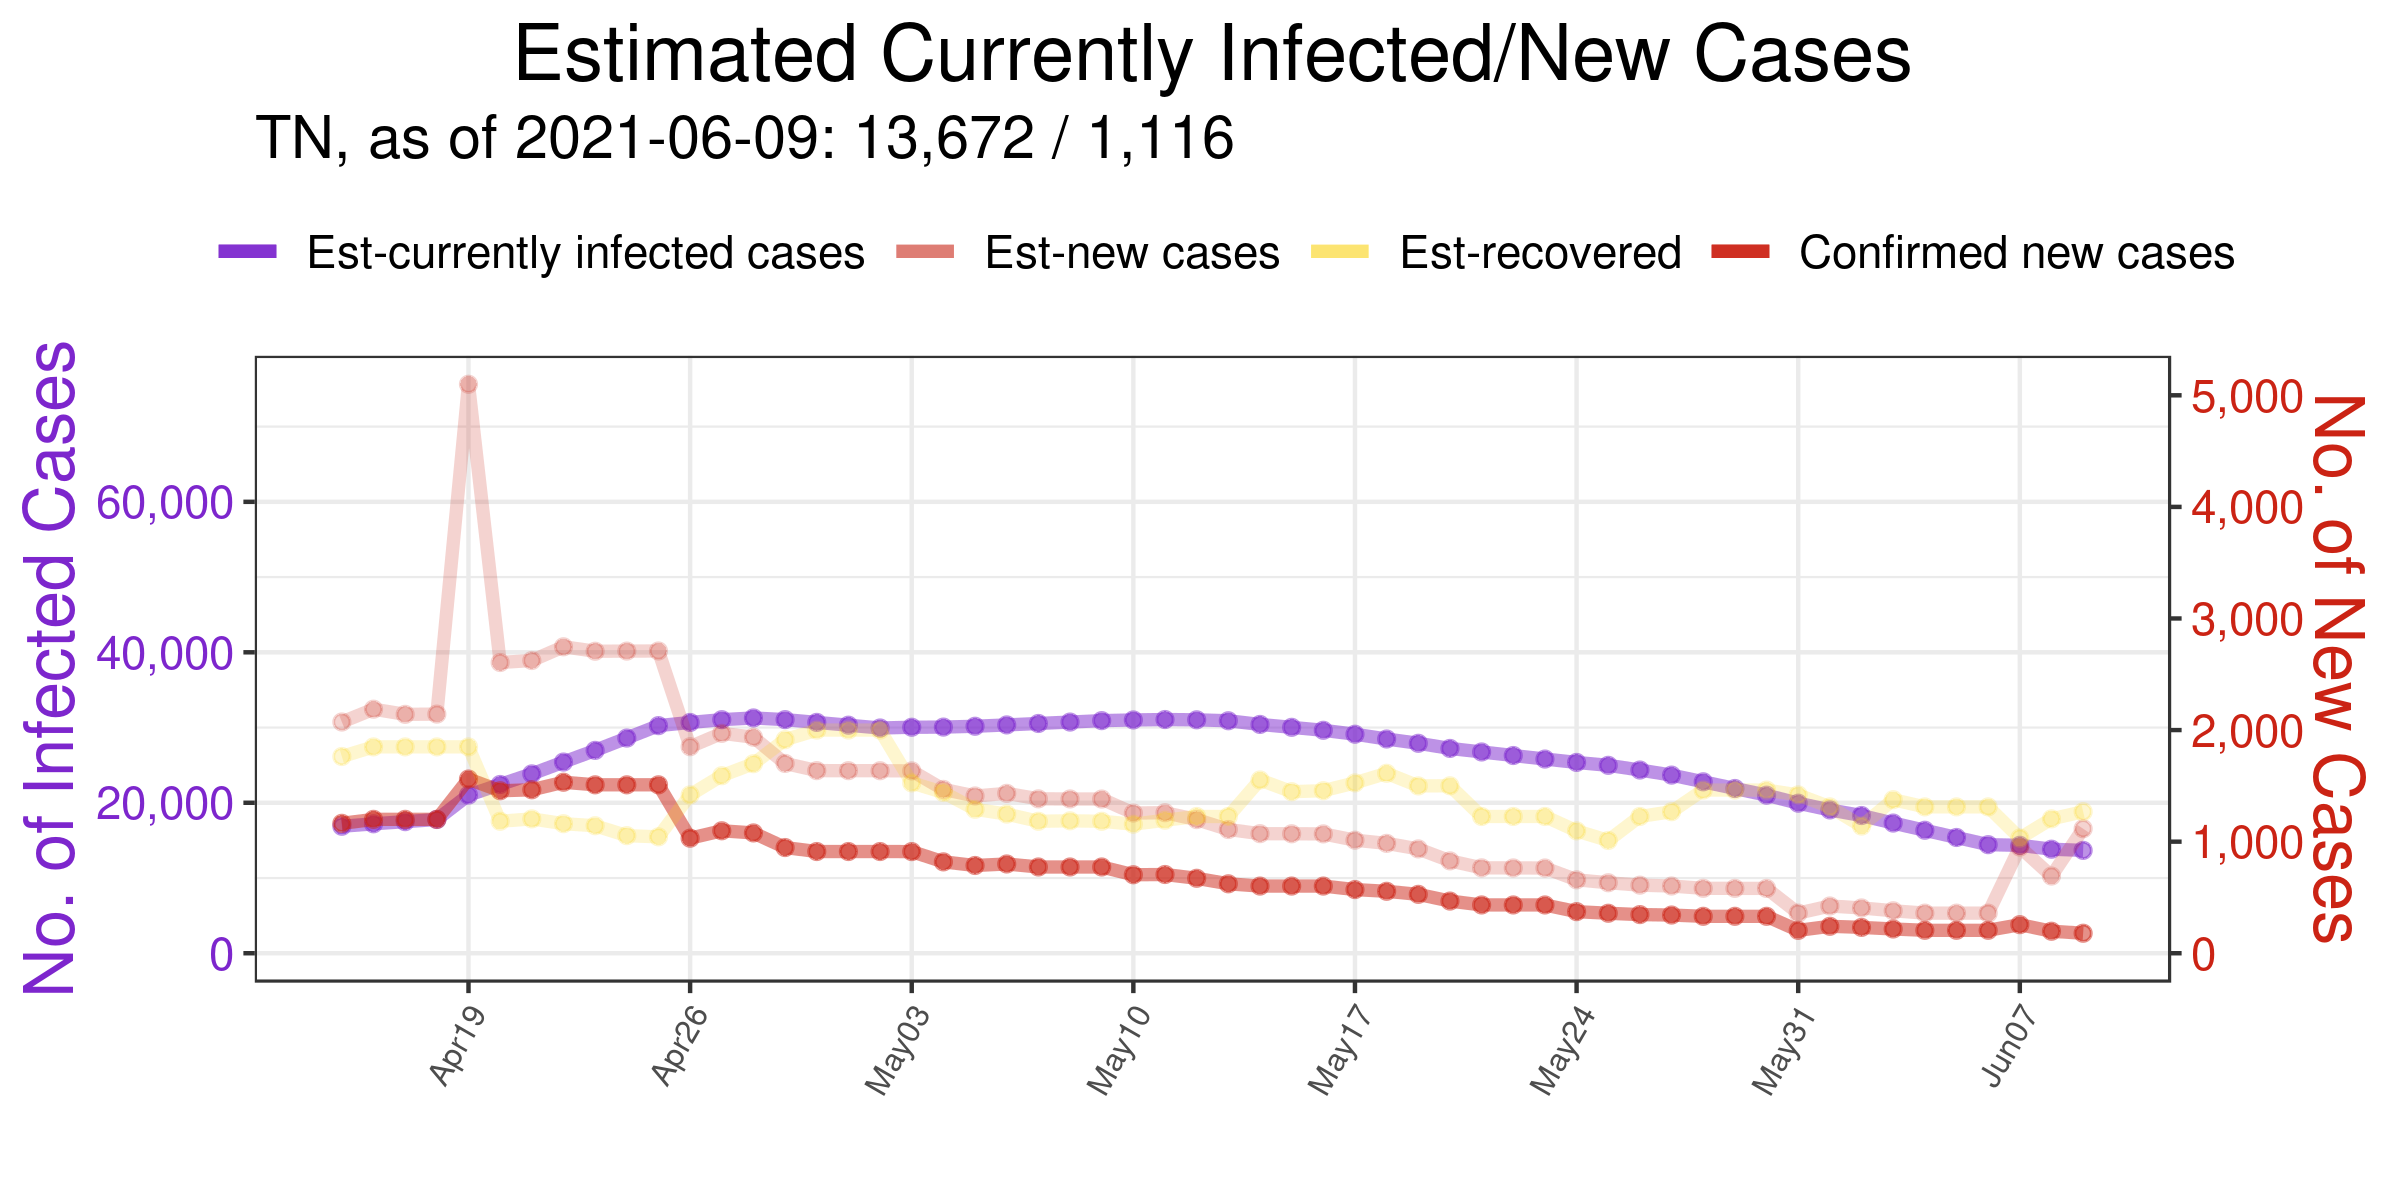 Estimated Currently Infected/New Cases
TN, as of 2021-06-09: 13,672 / 1,116
Est-currently infected cases Est-new cases Est-recovered Confirmed new cases
No. of Infected Cases
60,000
40,000
20,000
0
5,000
4,000
3,000
2,000
1,000
0
No. of New Cases
Apr19 Apr26 May03 May10 May17 May24 May31 Jun07